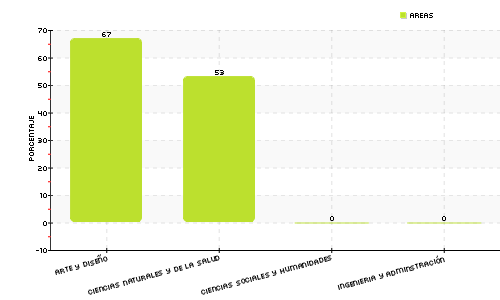 AREAS
70
60
50
40
30
20
10
0
-10
PORCENTAJE
67
53
0
0
ARTE Y DISEÑO
CIENCIAS NATURALES Y DE LA SALUD
CIENCIAS SOCIALES Y HUMANIDADES
INGENIERIA Y ADMINSTRACIÓN